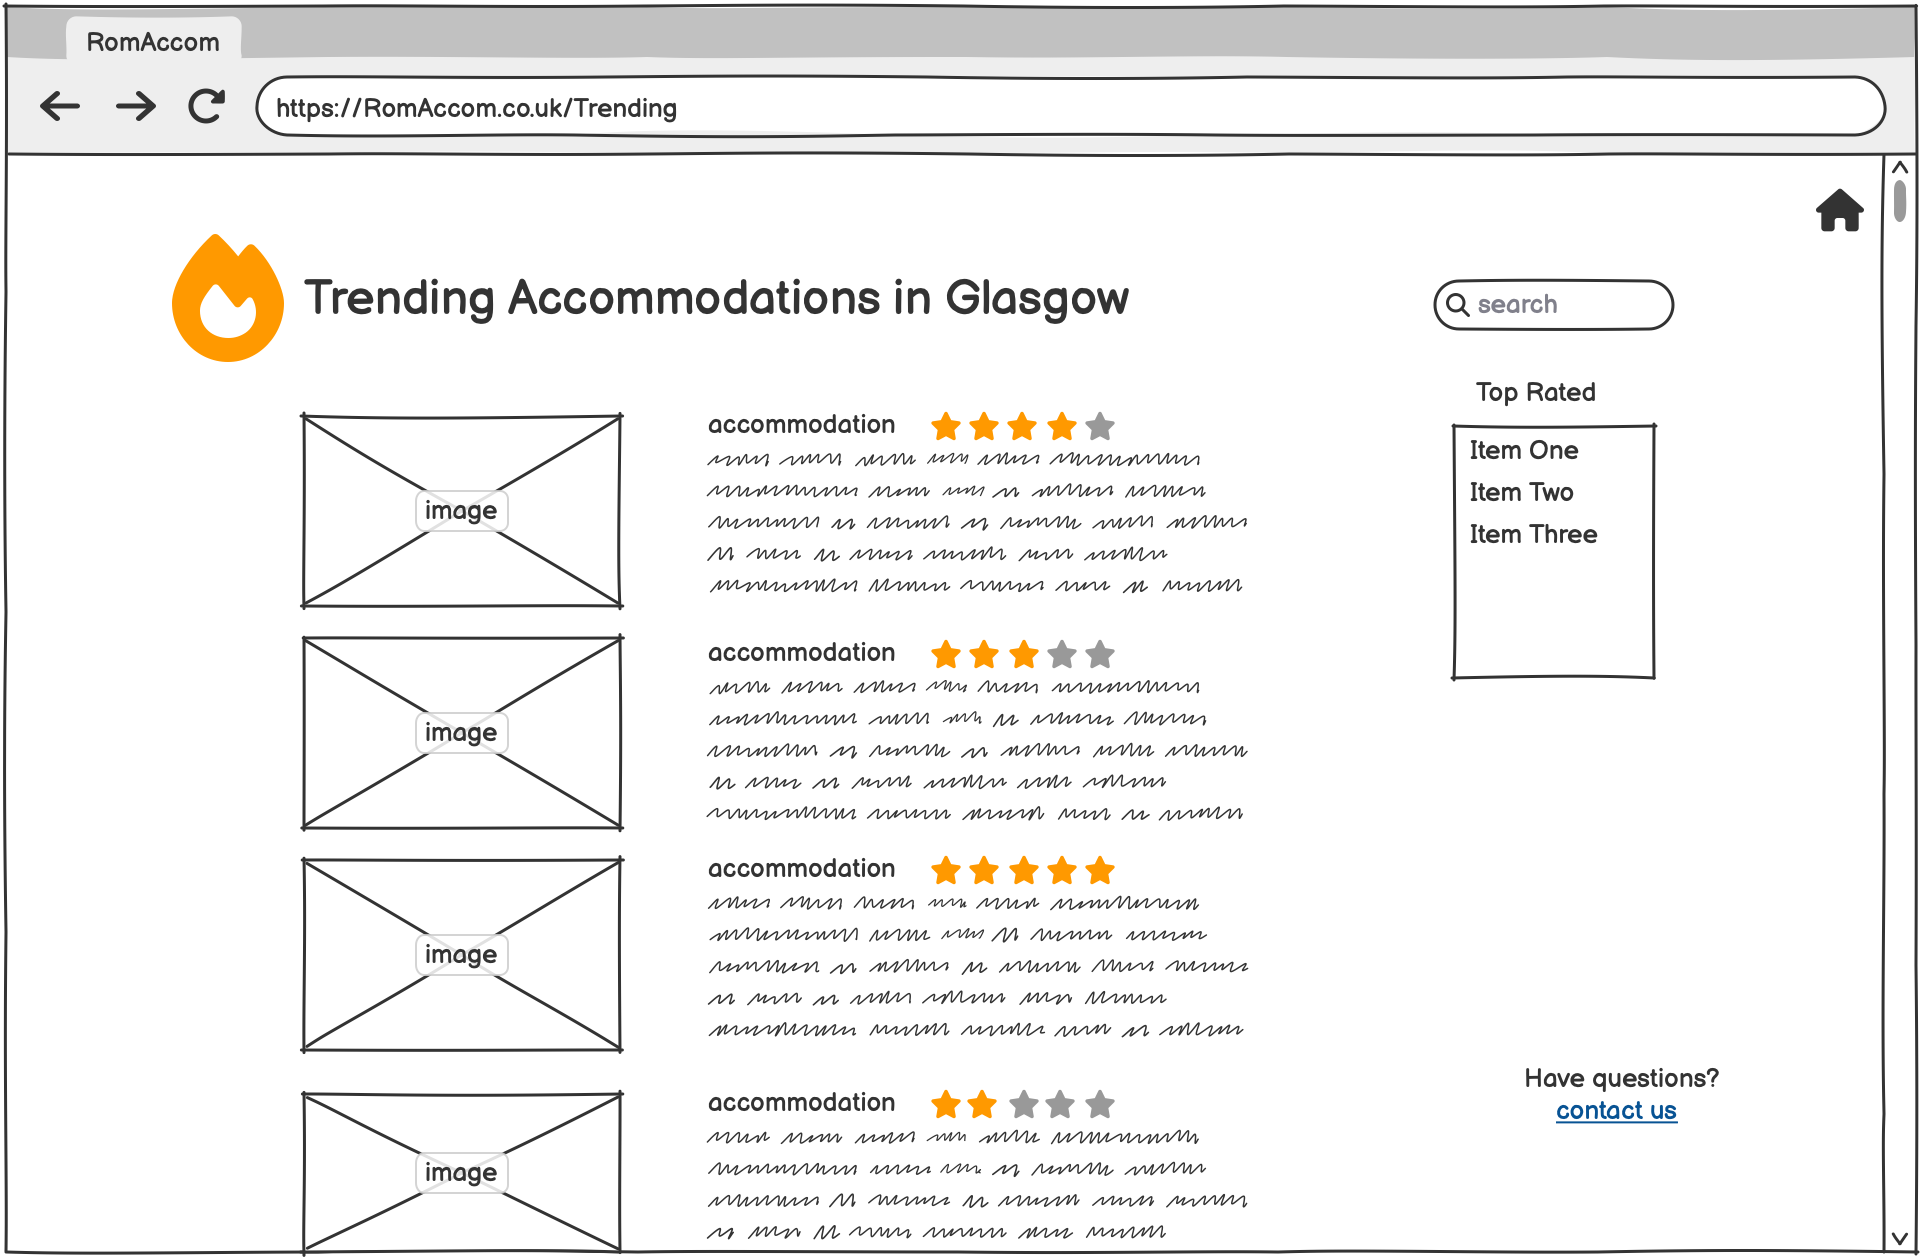 RomAccom
https://RomAccom.co.uk/Trending
Trending Accommodations in Glasgow
search
Top Rated
Item One
Item Two
Item Three
image
accommodation
image
accommodation
image
accommodation
image
accommodation
Have questions?
contact us